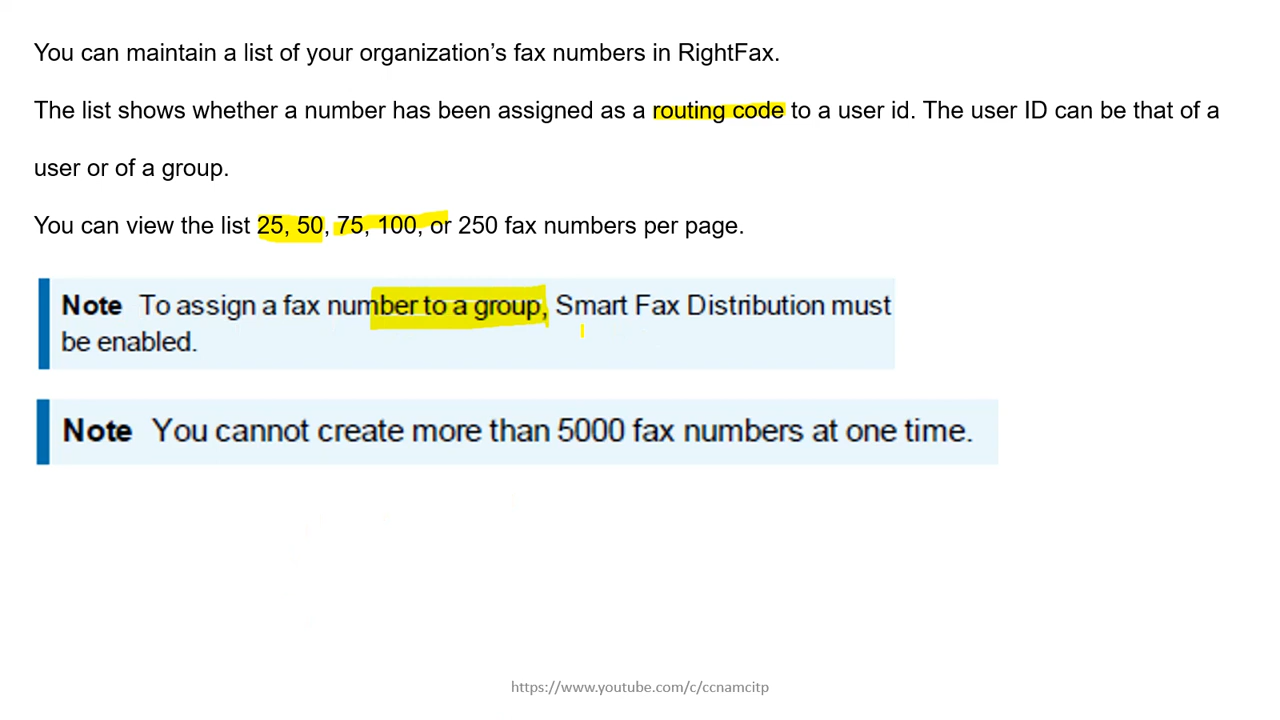 You can maintain a list of your organization’s fax numbers in RightFax.
The list shows whether a number has been assigned as a routing code to a user id. The user ID can be that of a
user or of a group.
You can view the list 25, 50, 75, 100, or 250 fax numbers per page.
Note To assign a fax number to a group, Smart Fax Distribution must
be enabled.
Note You cannot create more than 5000 fax numbers at one time.
https://www.youtube.com/c/ccnamcitp